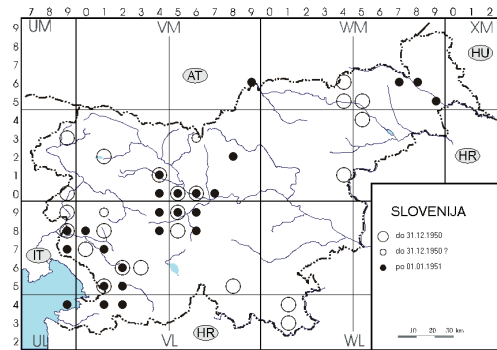 UM VM WM XM
7 8 9 0 1 2 3 4 5 6 7 8 9 0 1 2 3 4 5 6 7 8 9 0 1 2
9
8
7
6
5
4
3
2
1
0
9
8
7
6
5
4
3
2
AT
HU
HR
IT
HR
UL VL WL
SLOVENIJA
do 31.12.1950
do 31.12.1950 ?
po 01.01.1951
10 20 30 km